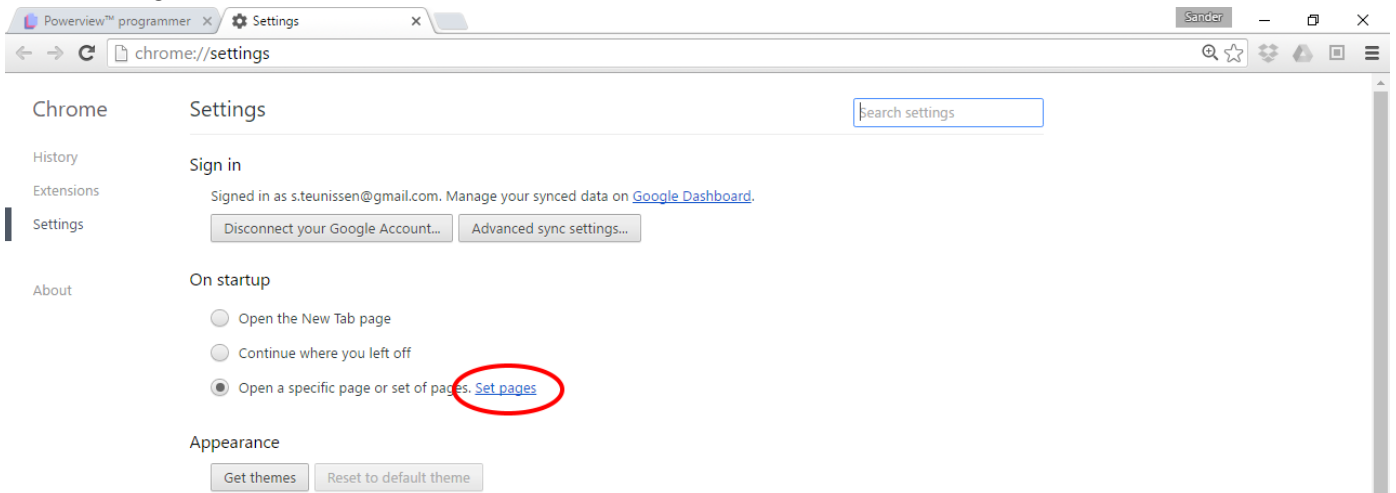 Powerview™ programmer
Settings
Sander
chrome://settings
Chrome
Settings
Search settings
History
Extensions
Settings
About
Sign in
Signed in as s.teunissen@gmail.com. Manage your synced data on Google Dashboard.
Disconnect your Google Account... Advanced sync settings...
On startup
Open the New Tab page
Continue where you left off
Open a specific page or set of pages. Set pages
Appearance
Get themes Reset to default theme